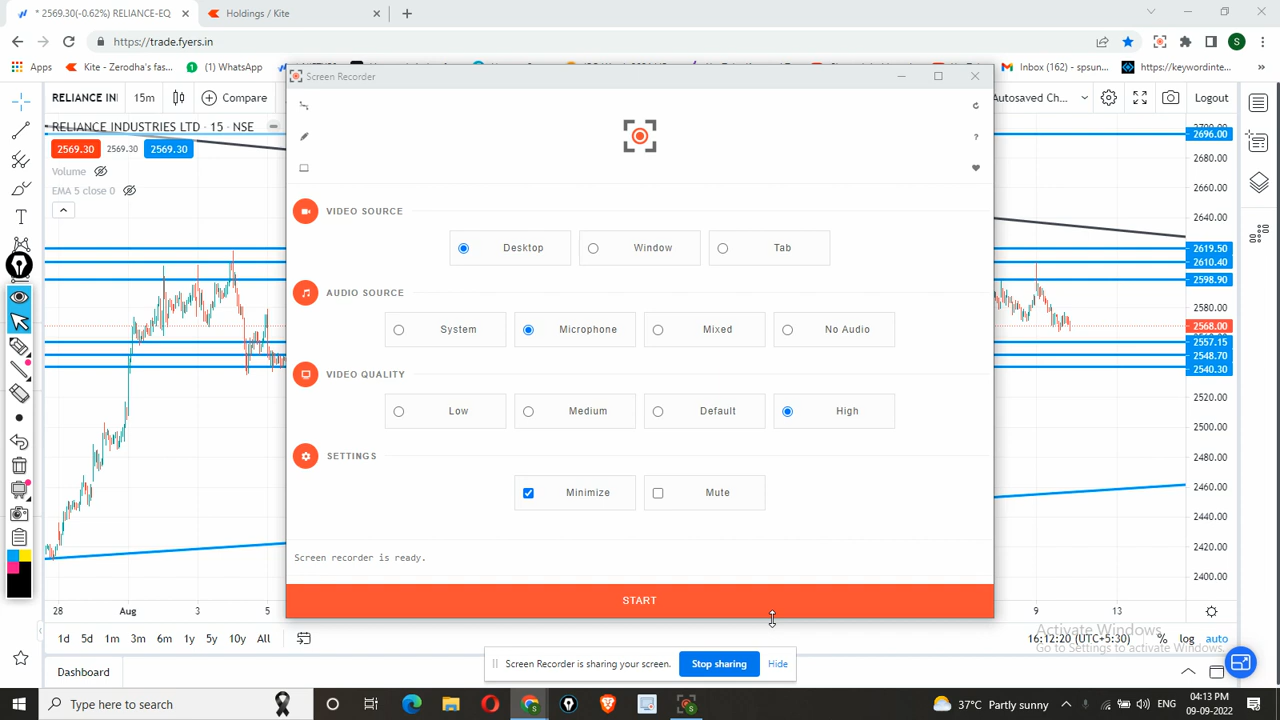 * 2569.30(-0.62%) RELIANCE-EQ
Holdings / Kite
https://trade.fyers.in
S
Apps
Kite - Zerodha's fas...
(1) WhatsApp
Inbox (162) - spsun...
https://keywordinte...
»
RELIANCE IN
15m
Compare
Autosaved Ch...
Logout
RELIANCE INDUSTRIES LTD · 15 · NSE
2569.30
2569.30
2569.30
Volume
EMA 5 close 0
Screen Recorder
VIDEO SOURCE
Desktop
Window
Tab
AUDIO SOURCE
System
Microphone
Mixed
No Audio
VIDEO QUALITY
Low
Medium
Default
High
SETTINGS
Minimize
Mute
Screen recorder is ready.
START
2696.00
2680.00
2660.00
2640.00
2619.50
2610.40
2598.90
2580.00
2568.00
2557.15
2548.70
2540.30
2520.00
2500.00
2480.00
2460.00
2440.00
2420.00
2400.00
28
Aug
3
5
9
13
1d
5d
1m
3m
6m
1y
5y
10y
All
16:12:20 (UTC+5:30)
%
log
auto
Activate Windows
Go to Settings to activate Windows.
Screen Recorder is sharing your screen.
Stop sharing
Hide
Dashboard
Type here to search
37°C Partly sunny
ENG
04:13 PM
09-09-2022